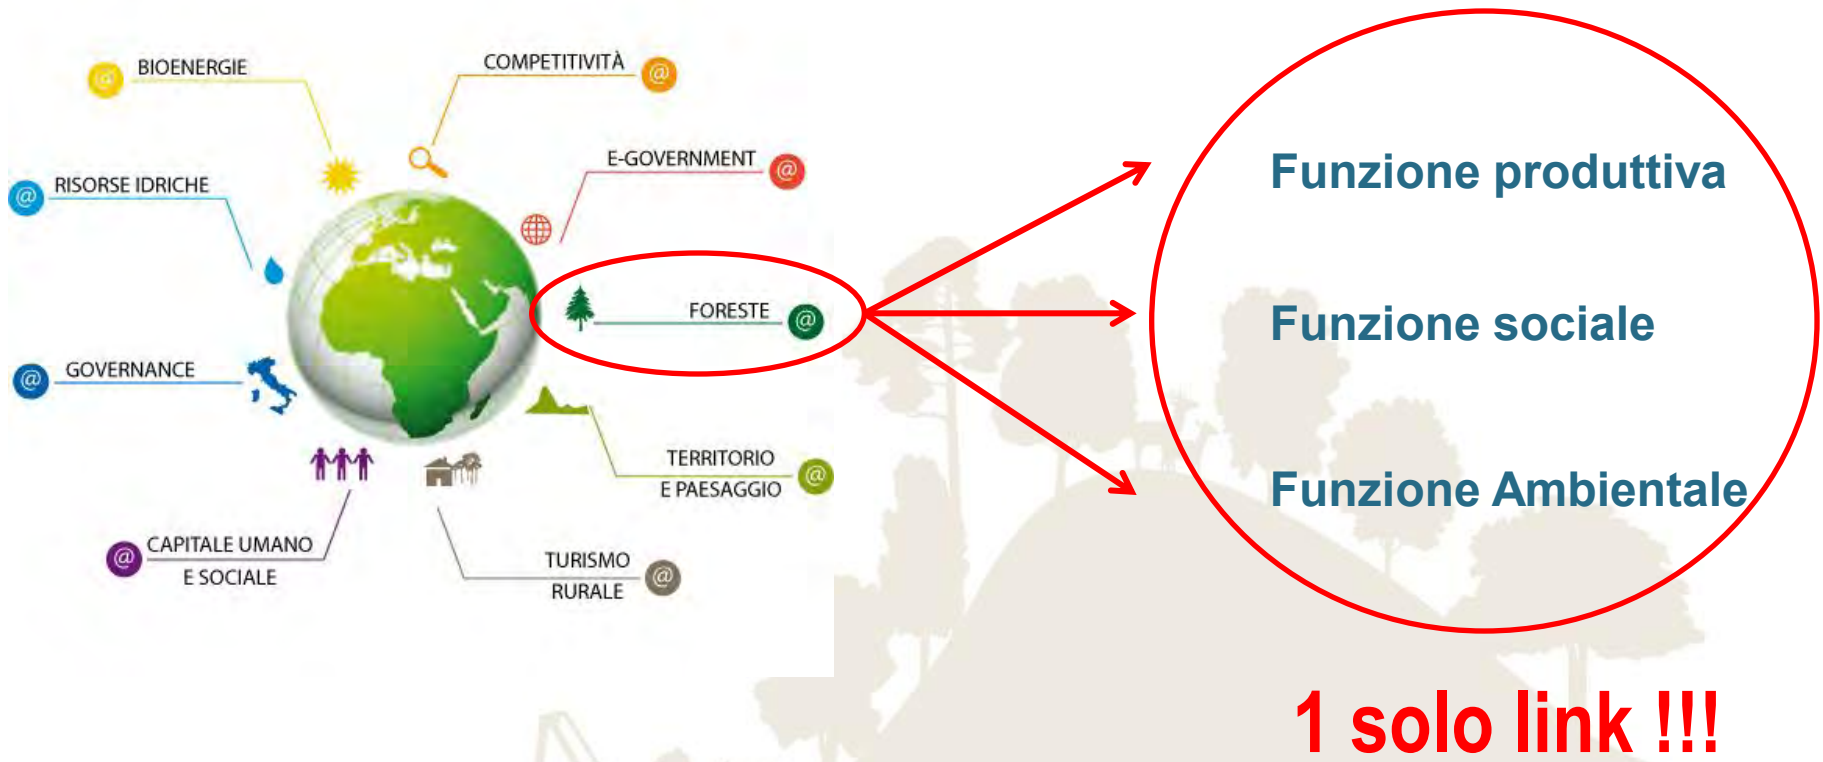 BIOENERGIE
@
COMPETITIVITÀ
@
E-GOVERNMENT
@
RISORSE IDRICHE
@
FORESTE
@
GOVERNANCE
@
TERRITORIO
E PAESAGGIO
@
CAPITALE UMANO
E SOCIALE
@
TURISMO
RURALE
@
Funzione produttiva
Funzione sociale
Funzione Ambientale
1 solo link !!!